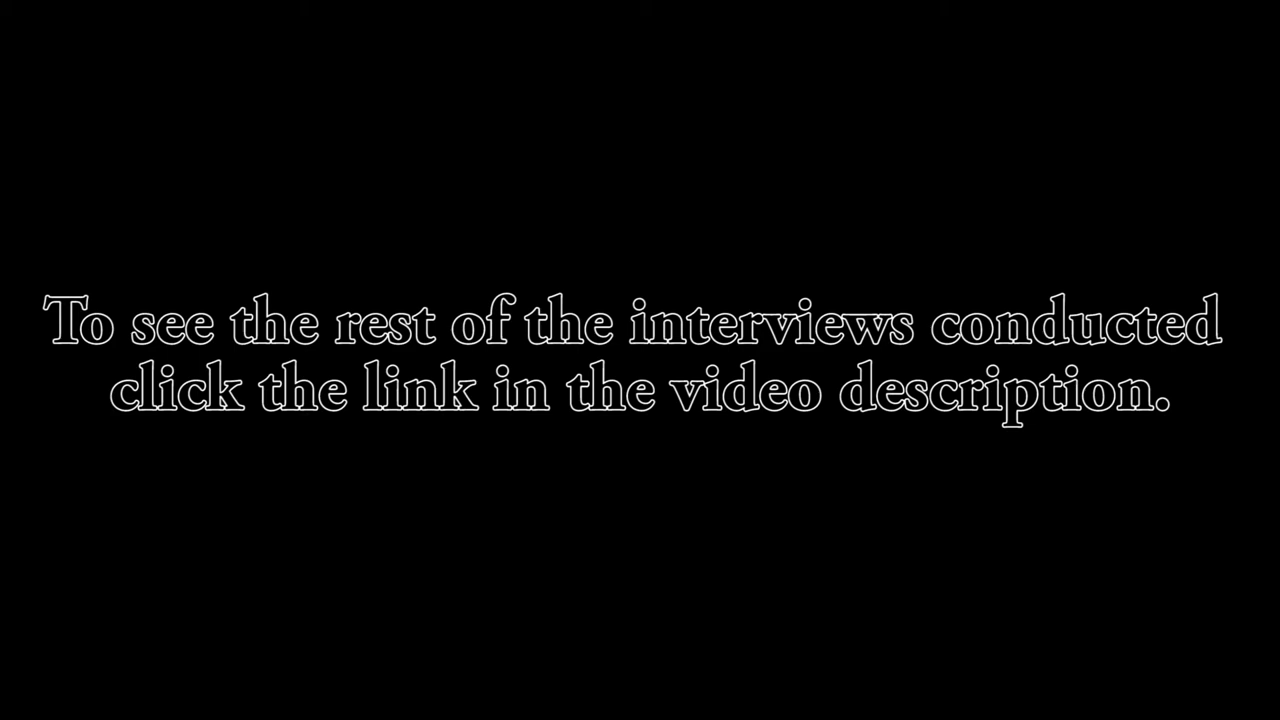 To see the rest of the interviews conducted
click the link in the video description.